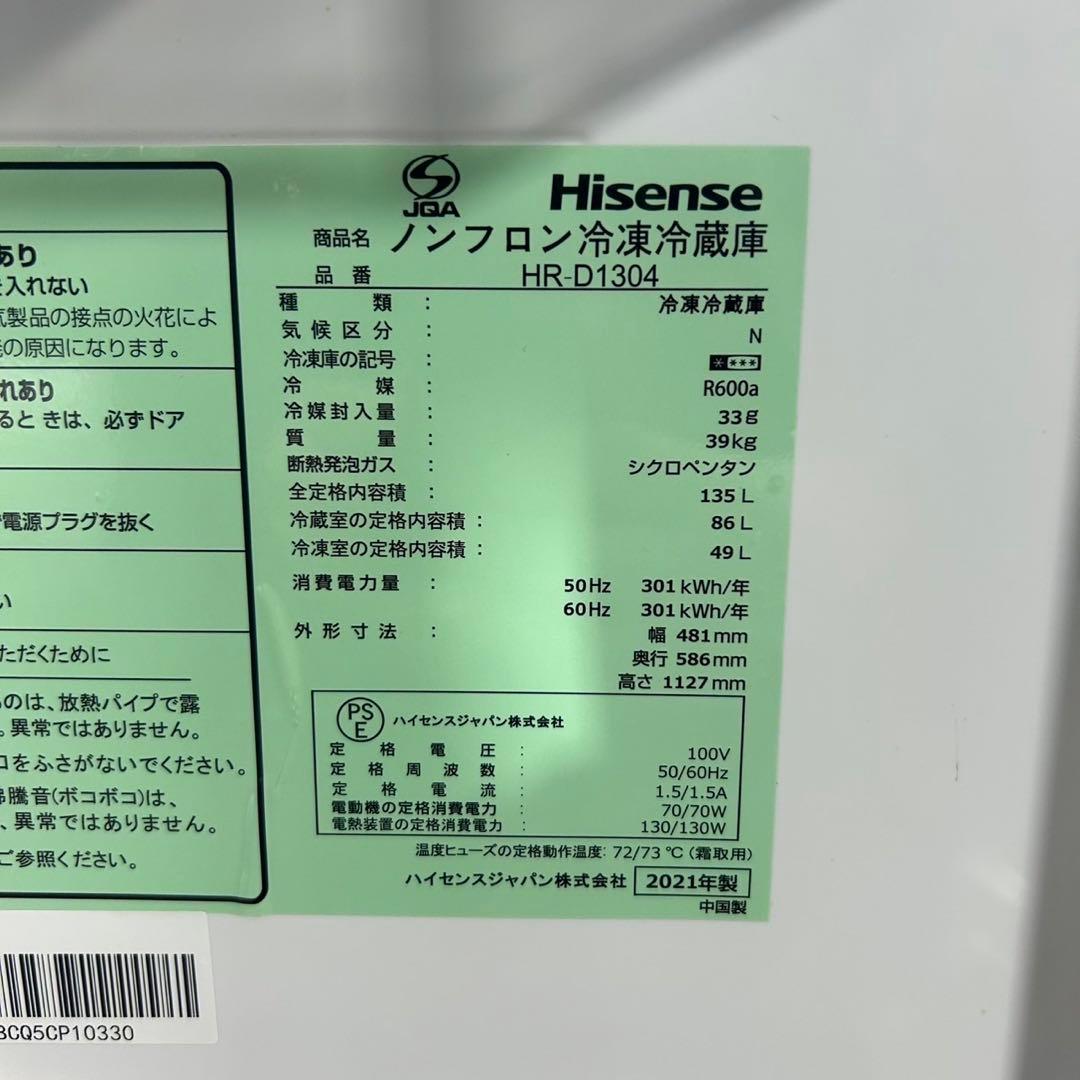 あり
を入れない
気製品の接点の火花によ
発の原因になります。
れあり
るときは、必ずドア
電源プラグを抜く
い
ただくために
のは、放熱パイプで露
。異常ではありません。
口をふさがないでください。
沸騰音(ボコボコ)は、
、異常ではありません。
ご参照ください。
JQA
Hisense
商品名 ノンフロン冷凍冷蔵庫
品番 HR-D1304
種類 : 冷凍冷蔵庫
気候区分 : N
冷凍庫の記号 : ＊***
冷媒 : R600a
冷媒封入量 : 33g
質量 : 39kg
断熱発泡ガス : シクロペンタン
全定格内容積 : 135 L
冷蔵室の定格内容積 : 86 L
冷凍室の定格内容積 : 49 L
消費電力量 : 50Hz 301 kWh/年
60Hz 301 kWh/年
外形寸法 : 幅 481mm
奥行 586mm
高さ 1127mm
PSE ハイセンスジャパン株式会社
定格電圧 : 100V
定格周波数 : 50/60Hz
定格電流 : 1.5/1.5A
電動機の定格消費電力 : 70/70W
電熱装置の定格消費電力 : 130/130W
温度ヒューズの定格動作温度: 72/73℃(霜取用)
ハイセンスジャパン株式会社 2021年製
中国製
BCQ5CP10330